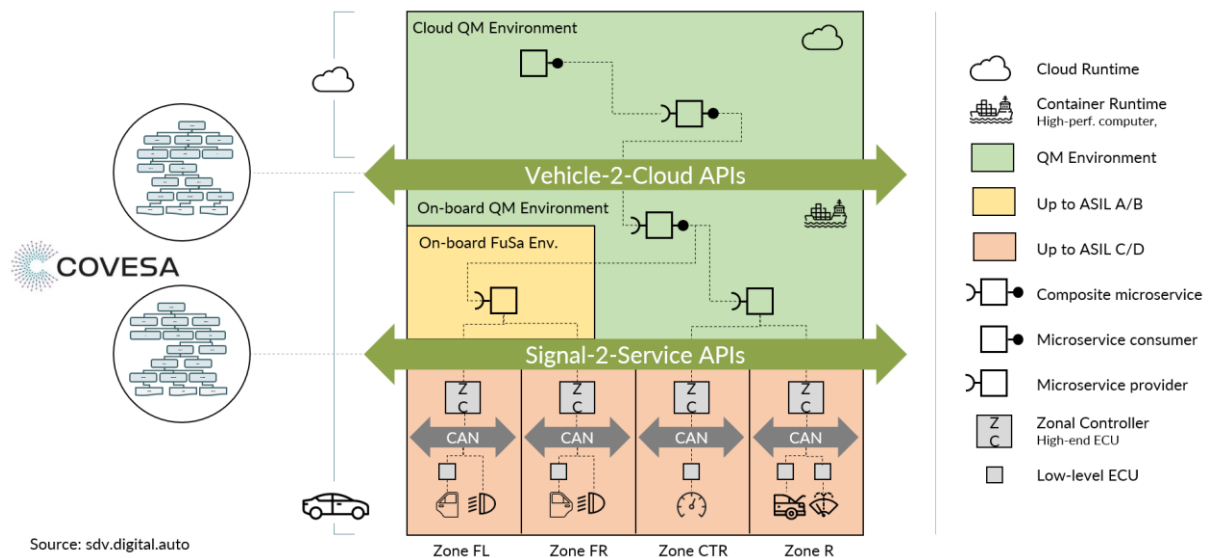 Cloud QM Environment
Vehicle-2-Cloud APIs
On-board QM Environment
On-board FuSa Env.
COVESA
Signal-2-Service APIs
Z C
Z C
Z C
Z C
CAN
CAN
CAN
CAN
Zone FL
Zone FR
Zone CTR
Zone R
Source: sdv.digital.auto
Cloud Runtime
Container Runtime
High-perf. computer,
QM Environment
Up to ASIL A/B
Up to ASIL C/D
Composite microservice
Microservice consumer
Microservice provider
Z C
Zonal Controller
High-end ECU
Low-level ECU